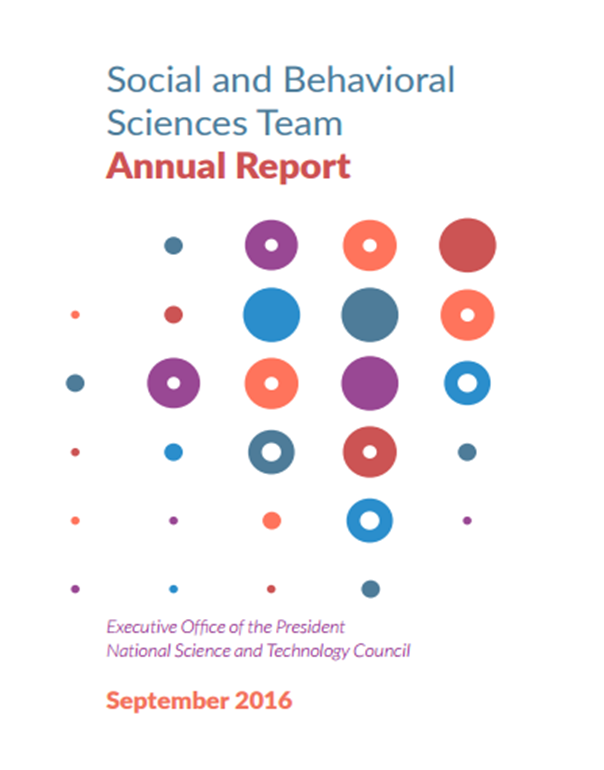 Social and Behavioral
Sciences Team
Annual Report
Executive Office of the President
National Science and Technology Council
September 2016